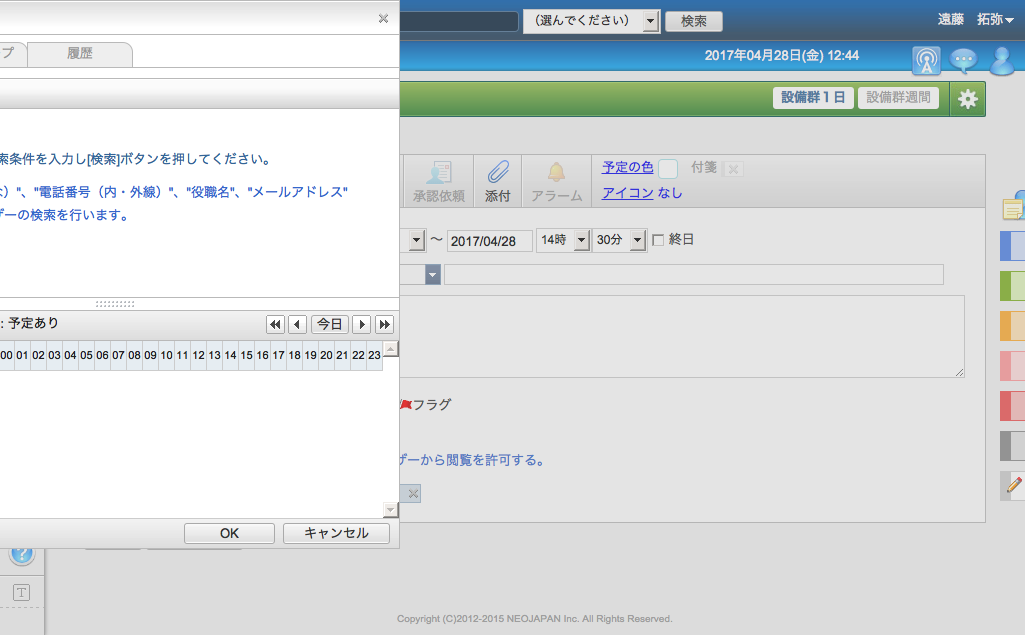 (選んでください)
検索
遠藤 拓弥
2017年04月28日(金) 12:44
プ
履歴
設備群1日
設備群週間
索条件を入力し[検索]ボタンを押してください。
)"、"電話番号(内・外線)"、"役職名"、"メールアドレス"
ザーの検索を行います。
承認依頼
添付
アラーム
予定の色
付箋
アイコン なし
~
2017/04/28
14時
30分
終日
: 予定あり
今日
00 01 02 03 04 05 06 07 08 09 10 11 12 13 14 15 16 17 18 19 20 21 22 23
フラグ
ザーから閲覧を許可する。
OK
キャンセル
?
T
Copyright (C)2012-2015 NEOJAPAN Inc. All Rights Reserved.